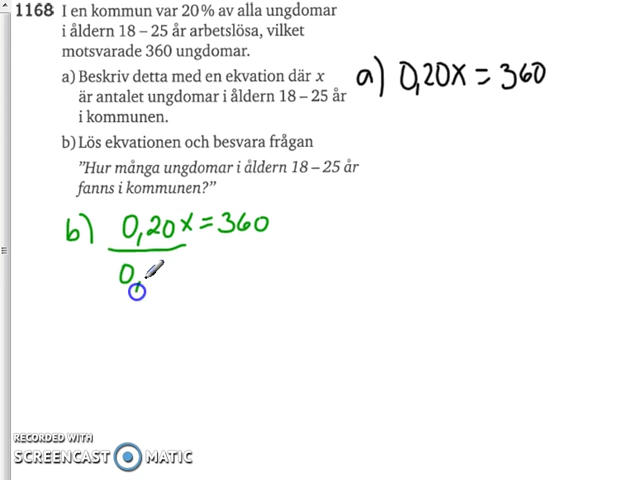 1168 I en kommun var 20% av alla ungdomar
i åldern 18 – 25 år arbetslösa, vilket
motsvarade 360 ungdomar.
a) Beskriv detta med en ekvation där x
är antalet ungdomar i åldern 18 – 25 år
i kommunen.
a) 0,20x = 360
b) Lös ekvationen och besvara frågan
"Hur många ungdomar i åldern 18 – 25 år
fanns i kommunen?"
b) 0,20x = 360
0,
RECORDED WITH
SCREENCAST MATIC